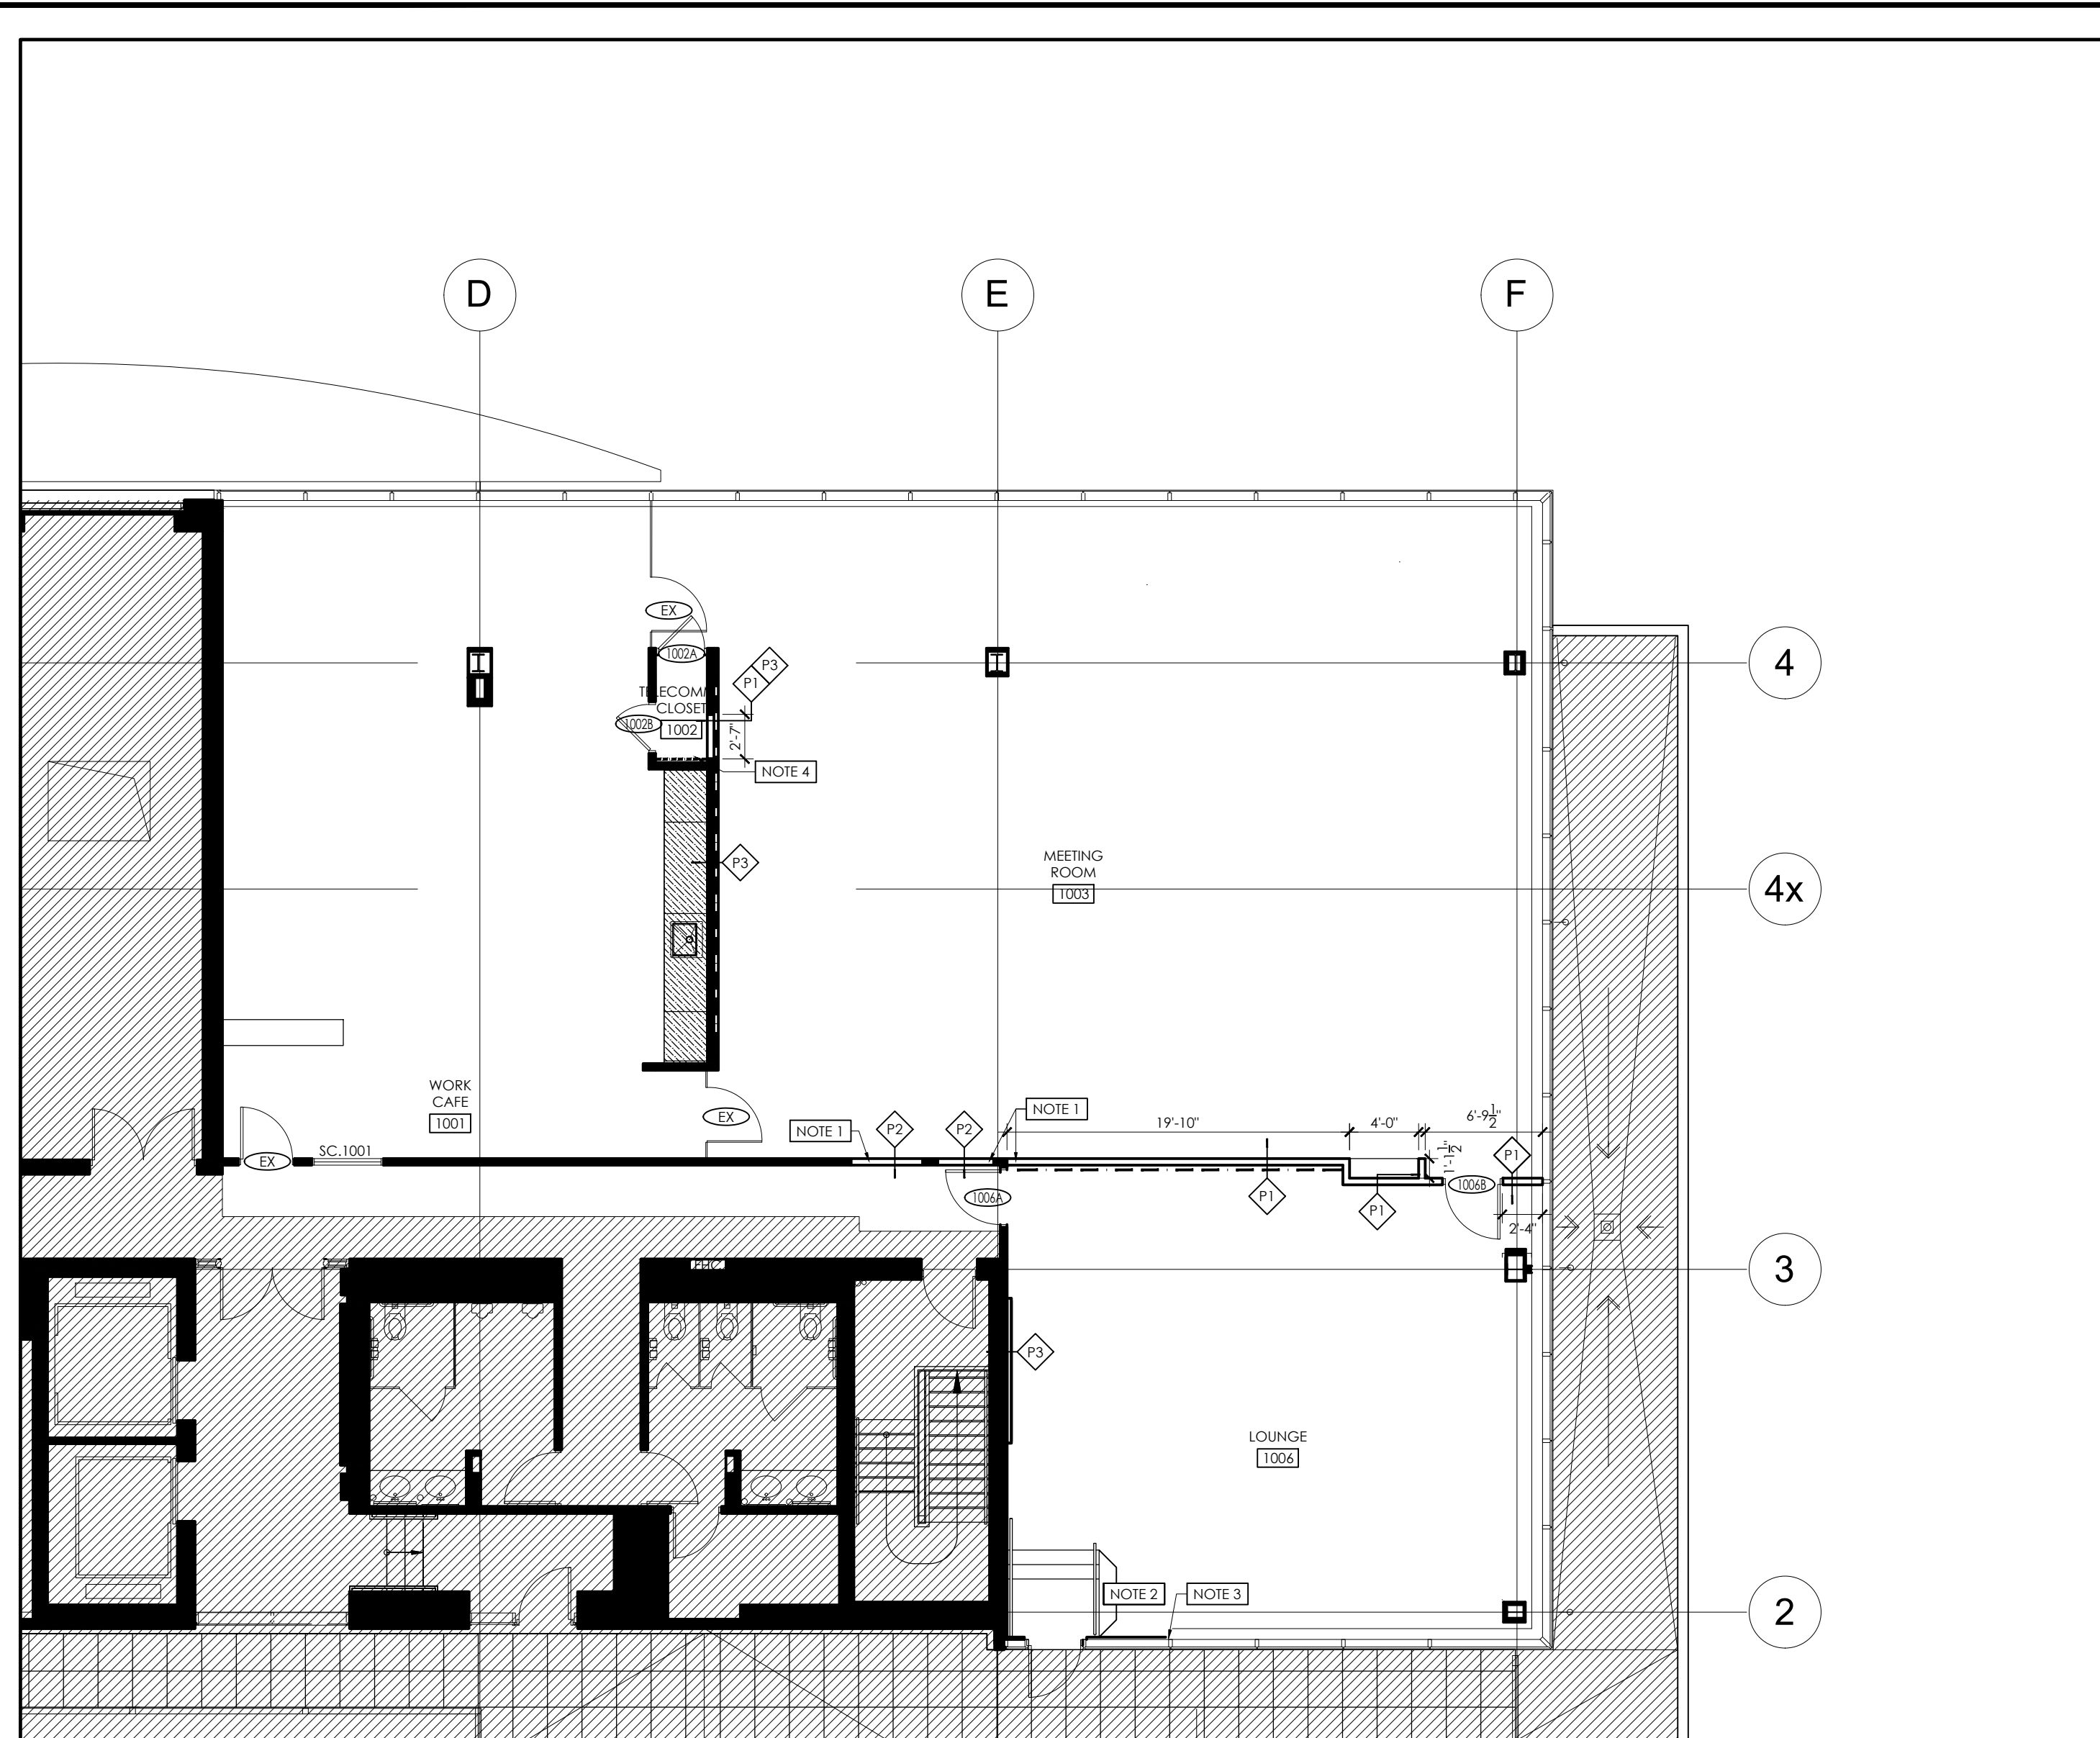 D
E
F
EX
4
1002A
P3
P1
CLOSET
1002B
1002
2'-7"
NOTE 4
MEETING
ROOM
1003
P3
4x
WORK
CAFE
1001
EX
NOTE 1
P2
P2
NOTE 1
19'-10"
4'-0"
6'-9 1/2"
1'-1 1/2"
P1
SC.1001
EX
1006A
P1
P1
1006B
2'-4"
3
P3
LOUNGE
1006
NOTE 2
NOTE 3
2